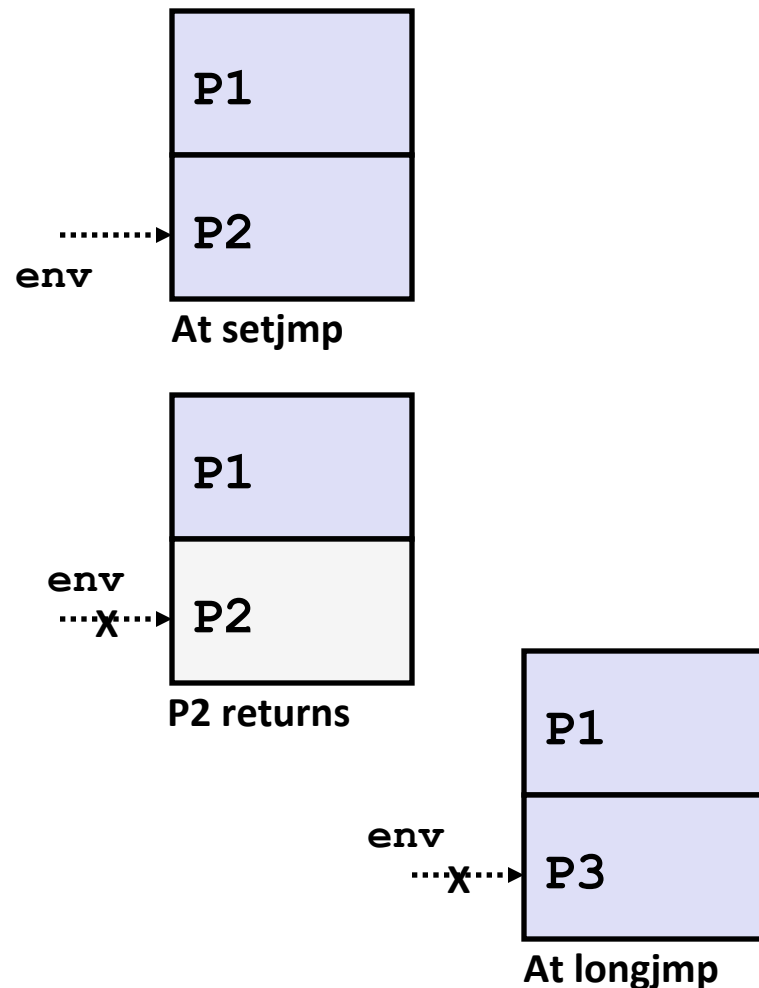 P1
P2
env
At setjmp
P1
env
X
P2
P2 returns
P1
env
X
P3
At longjmp